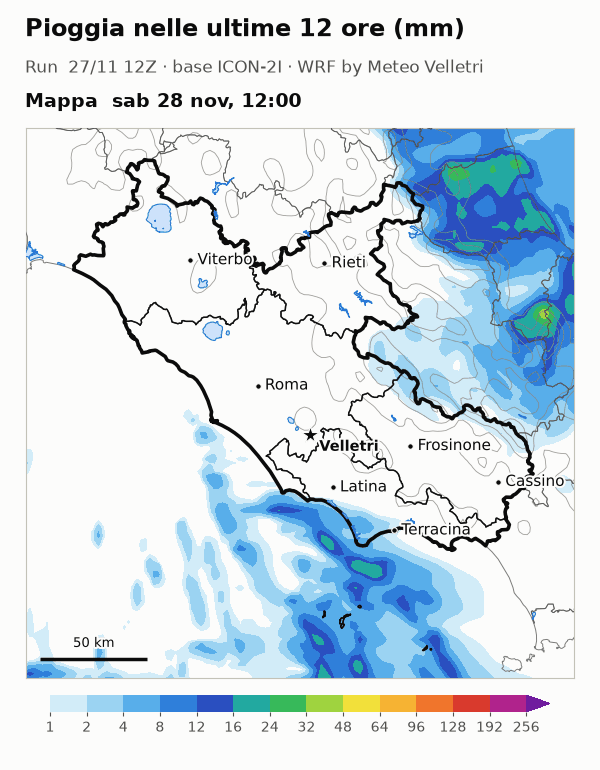 Pioggia nelle ultime 12 ore (mm)
Run  27/11 12Z · base ICON-2I · WRF by Meteo Velletri
Mappa  sab 28 nov, 12:00
Viterbo
Rieti
Roma
Velletri
Frosinone
Cassino
Latina
Terracina
50 km
1 2 4 8 12 16 24 32 48 64 96 128 192 256